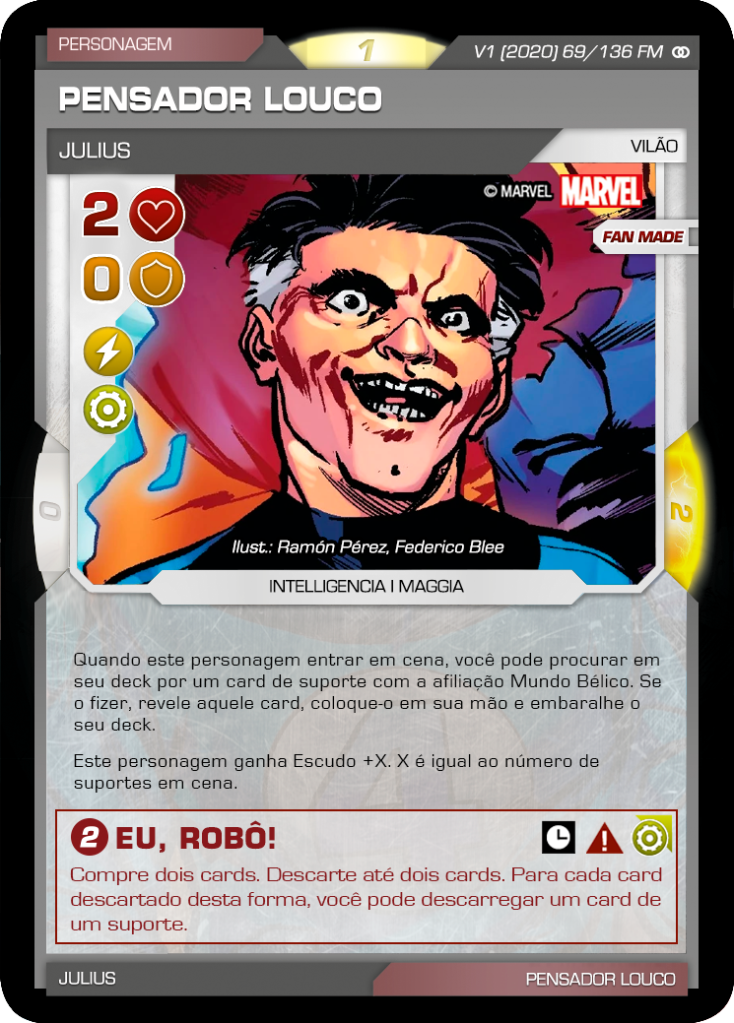 PERSONAGEM
1
V1 (2020) 69/136 FM
PENSADOR LOUCO
JULIUS
VILÃO
© MARVEL MARVEL
2
FAN MADE
0
0
2
Ilust.: Ramón Pérez, Federico Blee
INTELLIGENCIA | MAGGIA
Quando este personagem entrar em cena, você pode procurar em
seu deck por um card de suporte com a afiliação Mundo Bélico. Se
o fizer, revele aquele card, coloque-o em sua mão e embaralhe o
seu deck.
Este personagem ganha Escudo +X. X é igual ao número de
suportes em cena.
2 EU, ROBÔ!
Compre dois cards. Descarte até dois cards. Para cada card
descartado desta forma, você pode descarregar um card de
um suporte.
JULIUS
PENSADOR LOUCO